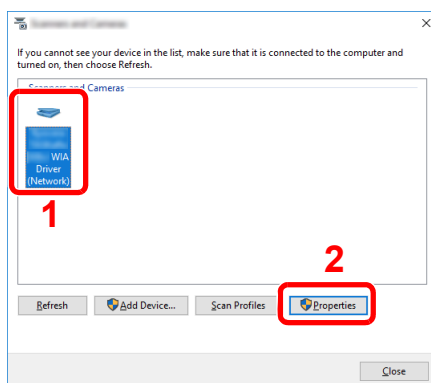 If you cannot see your device in the list, make sure that it is connected to the computer and
turned on, then choose Refresh.
Scanners and Cameras
WIA
Driver
(Network)
1
2
Refresh
Add Device...
Scan Profiles
Properties
Close